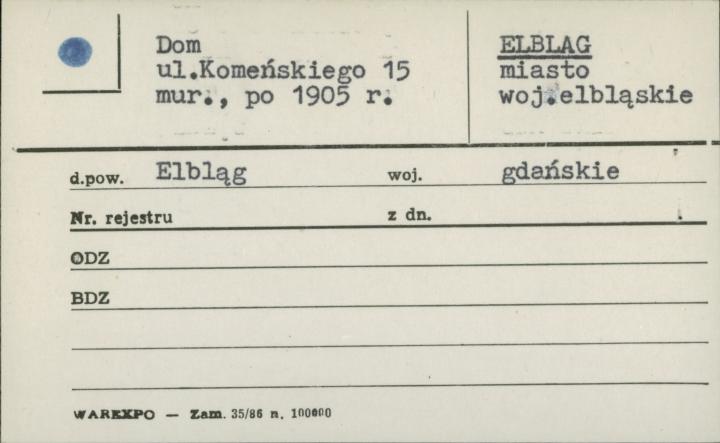 Dom
ul.Komeńskiego 15
mur., po 1905 r.
ELBLAG
miasto
woj.elbląskie
d.pow. Elbląg woj. gdańskie
Nr. rejestru z dn.
ODZ
BDZ
WAREXPO — Zam. 35/86 n. 100000